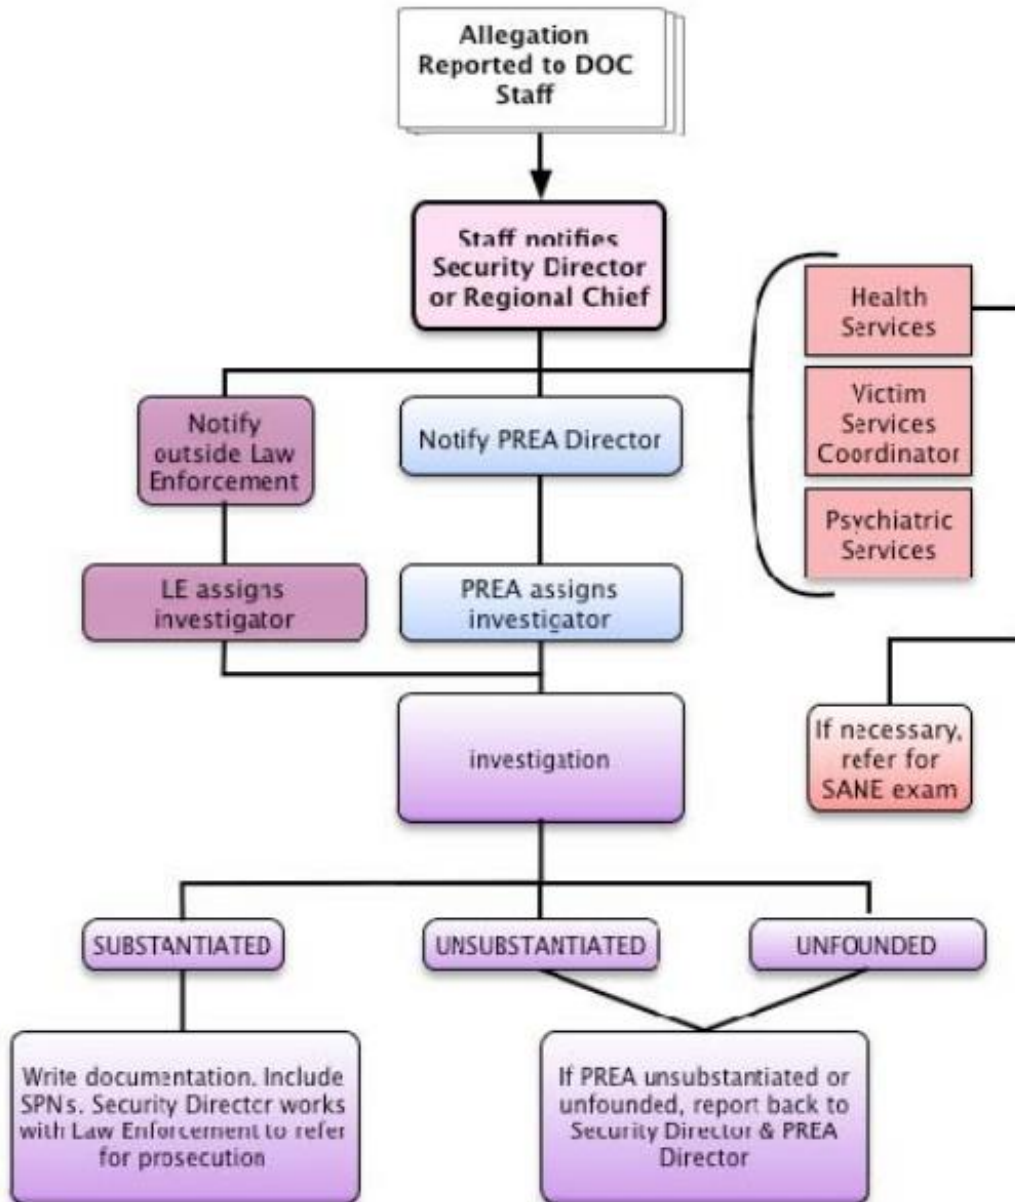 Allegation
Reported to DOC
Staff
Staff notifies
Security Director
or Regional Chief
Health
Services
Victim
Services
Coordinator
Psychiatric
Services
Notify
outside Law
Enforcement
Notify PREA Director
LE assigns
investigator
PREA assigns
investigator
investigation
If necessary,
refer for
SANE exam
SUBSTANTIATED
UNSUBSTANTIATED
UNFOUNDED
Write documentation. Include
SPNs. Security Director works
with Law Enforcement to refer
for prosecution
If PREA unsubstantiated or
unfounded, report back to
Security Director & PREA
Director